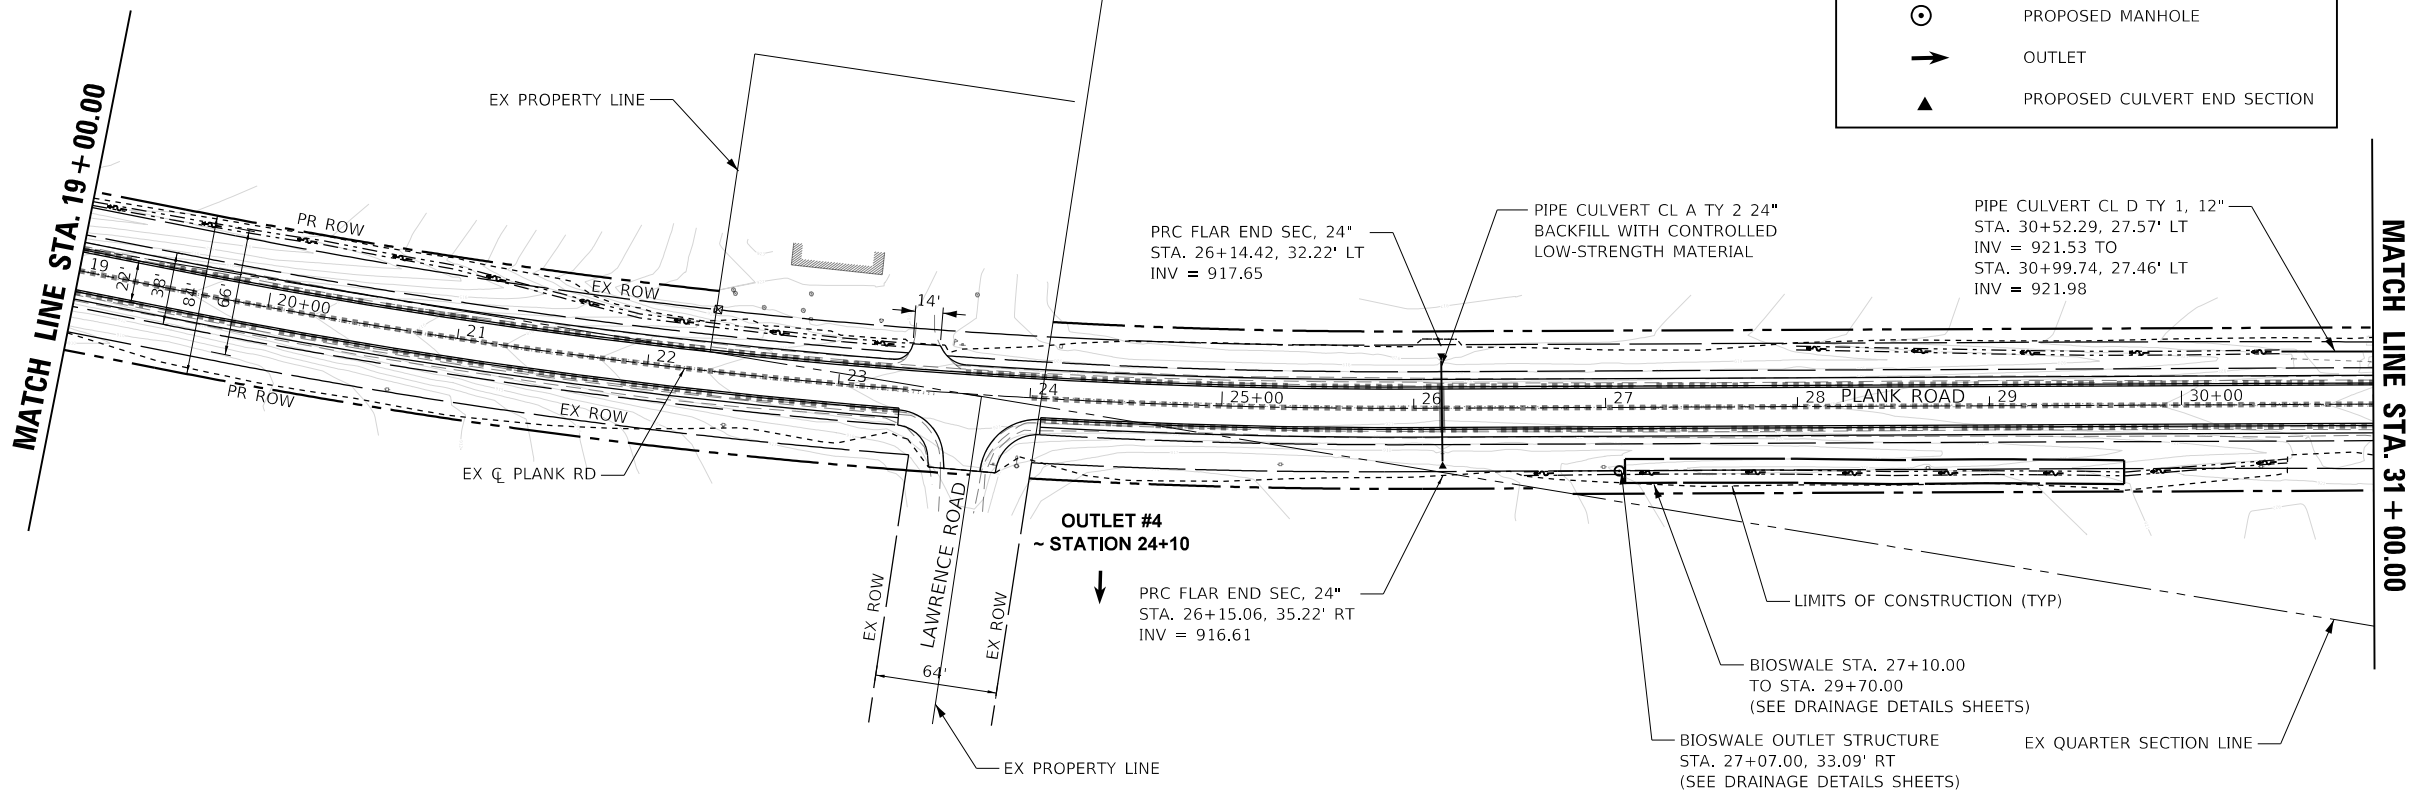 PROPOSED MANHOLE
OUTLET
PROPOSED CULVERT END SECTION
MATCH LINE STA. 19+00.00
EX PROPERTY LINE
PR ROW
EX ROW
14'
19
22'
38'
84'
66'
20+00
21
22
23
24
25+00
26
27
28
PLANK ROAD
29
30+00
PRC FLAR END SEC, 24"
STA. 26+14.42, 32.22' LT
INV = 917.65
PIPE CULVERT CL A TY 2 24"
BACKFILL WITH CONTROLLED
LOW-STRENGTH MATERIAL
PIPE CULVERT CL D TY 1, 12"
STA. 30+52.29, 27.57' LT
INV = 921.53 TO
STA. 30+99.74, 27.46' LT
INV = 921.98
MATCH LINE STA. 31+00.00
PR ROW
EX ROW
EX ℄ PLANK RD
EX ROW
LAWRENCE ROAD
EX ROW
64'
EX PROPERTY LINE
OUTLET #4
~ STATION 24+10
PRC FLAR END SEC, 24"
STA. 26+15.06, 35.22' RT
INV = 916.61
LIMITS OF CONSTRUCTION (TYP)
BIOSWALE STA. 27+10.00
TO STA. 29+70.00
(SEE DRAINAGE DETAILS SHEETS)
BIOSWALE OUTLET STRUCTURE
STA. 27+07.00, 33.09' RT
(SEE DRAINAGE DETAILS SHEETS)
EX QUARTER SECTION LINE